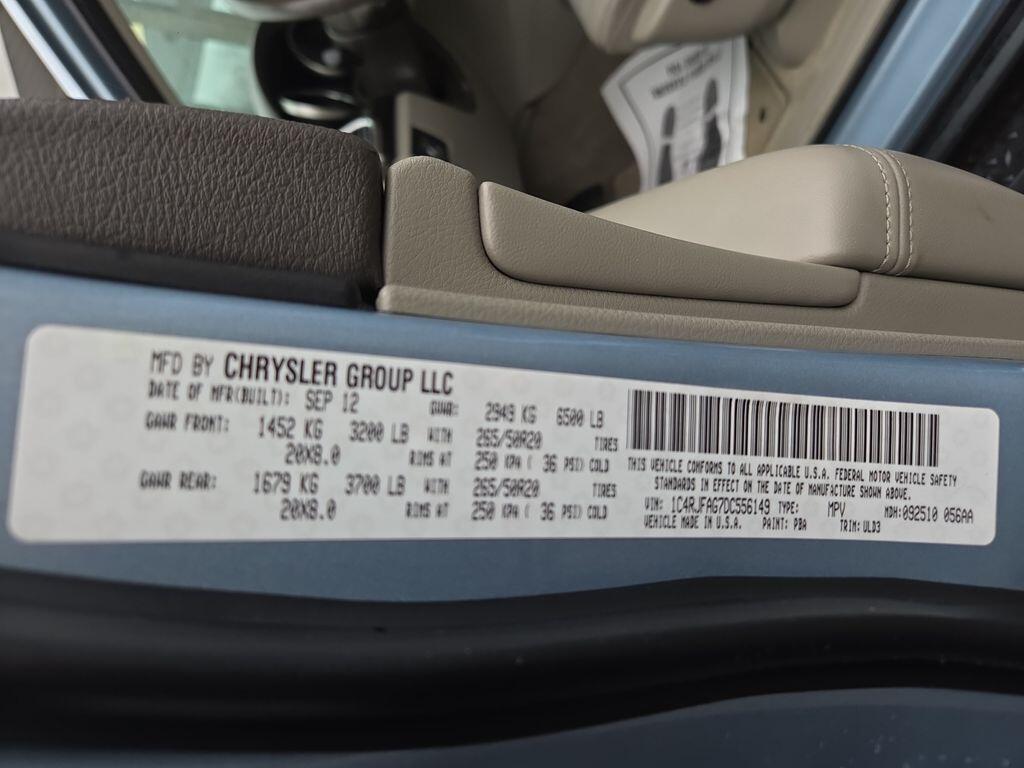 MFD BY CHRYSLER GROUP LLC
DATE OF MFR(BUILT): SEP 12 GVWR: 2949 KG 6500 LB
GAWR FRONT: 1452 KG 3200 LB WITH 265/50R20 TIRES
20X8.0 RIMS AT 250 KPA ( 36 PSI) COLD
GAWR REAR: 1679 KG 3700 LB WITH 265/50R20 TIRES
20X8.0 RIMS AT 250 KPA ( 36 PSI) COLD
THIS VEHICLE CONFORMS TO ALL APPLICABLE U.S.A. FEDERAL MOTOR VEHICLE SAFETY
STANDARDS IN EFFECT ON THE DATE OF MANUFACTURE SHOWN ABOVE.
VIN: 1C4RJFAG7DC556149 TYPE: MPV MDH:092510 056AA
VEHICLE MADE IN U.S.A. PAINT: PBA TRIM: ULD3